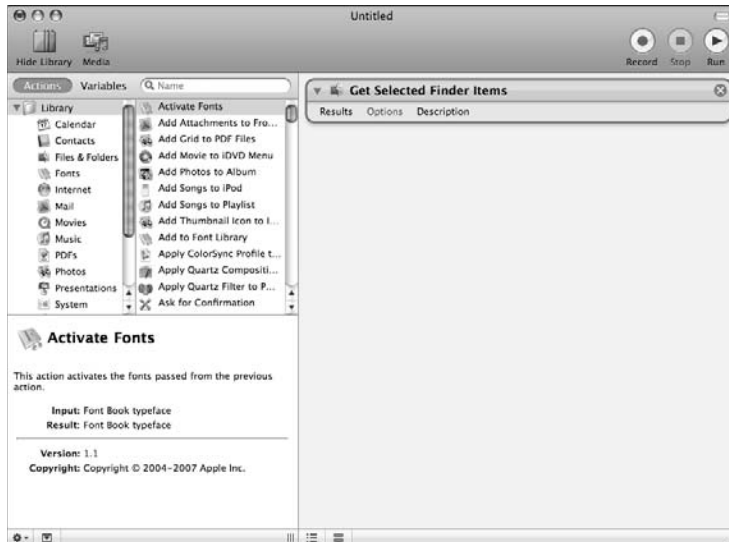 Untitled
Hide Library Media
Record Stop Run
Actions Variables Name
Library
Calendar
Contacts
Files & Folders
Fonts
Internet
Mail
Movies
Music
PDFs
Photos
Presentations
System
Activate Fonts
Add Attachments to Fro...
Add Grid to PDF Files
Add Movie to iDVD Menu
Add Photos to Album
Add Songs to iPod
Add Songs to Playlist
Add Thumbnail Icon to I...
Add to Font Library
Apply ColorSync Profile t...
Apply Quartz Compositi...
Apply Quartz Filter to P...
Ask for Confirmation
Get Selected Finder Items
Results Options Description
Activate Fonts
This action activates the fonts passed from the previous
action.
Input: Font Book typeface
Result: Font Book typeface
Version: 1.1
Copyright: Copyright © 2004-2007 Apple Inc.